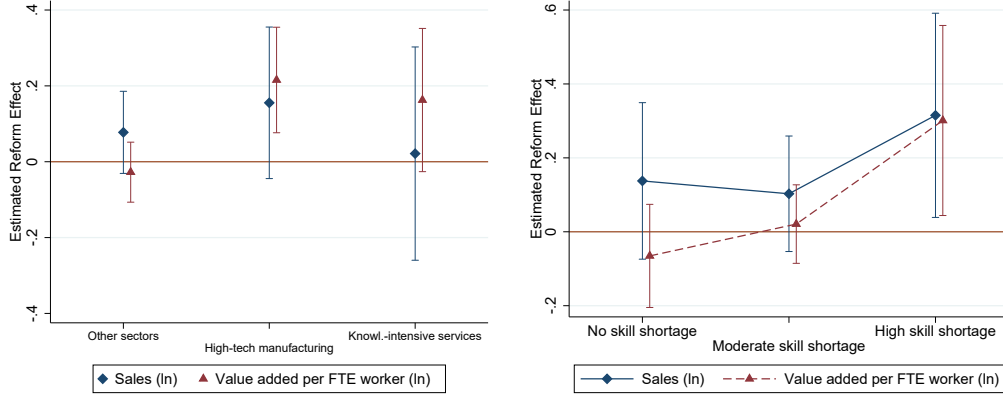 Estimated Reform Effect
.4
.2
0
-.2
-.4
Other sectors
High-tech manufacturing
Knowl.-intensive services
Sales (ln)
Value added per FTE worker (ln)
Estimated Reform Effect
.6
.4
.2
0
-.2
No skill shortage
Moderate skill shortage
High skill shortage
Sales (ln)
Value added per FTE worker (ln)